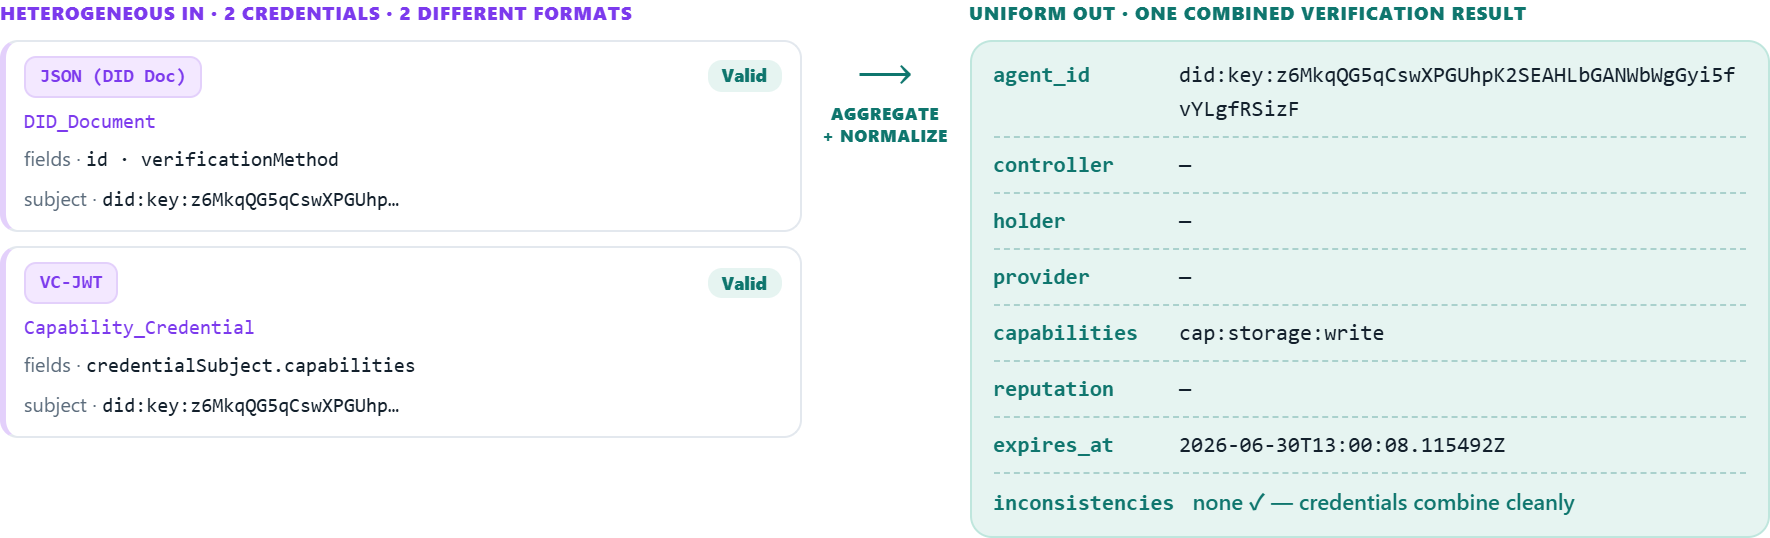 HETEROGENEOUS IN · 2 CREDENTIALS · 2 DIFFERENT FORMATS
JSON (DID Doc)
Valid
DID_Document
fields · id · verificationMethod
subject · did:key:z6MkqQG5qCswXPGUhp…
VC-JWT
Valid
Capability_Credential
fields · credentialSubject.capabilities
subject · did:key:z6MkqQG5qCswXPGUhp…
→
AGGREGATE
+ NORMALIZE
UNIFORM OUT · ONE COMBINED VERIFICATION RESULT
agent_id did:key:z6MkqQG5qCswXPGUhpK2SEAHLbGANWbWgGyi5f
vYLgfRSizF
controller —
holder —
provider —
capabilities cap:storage:write
reputation —
expires_at 2026-06-30T13:00:08.115492Z
inconsistencies none ✓ — credentials combine cleanly